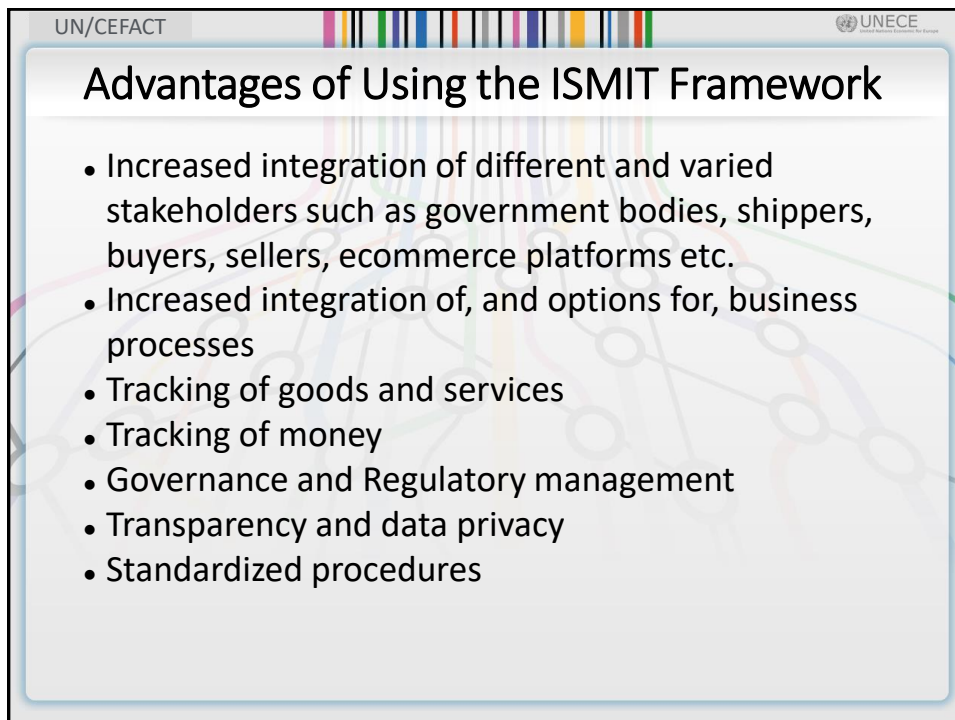 UN/CEFACT
UNECE
Advantages of Using the ISMIT Framework
• Increased integration of different and varied
stakeholders such as government bodies, shippers,
buyers, sellers, ecommerce platforms etc.
• Increased integration of, and options for, business
processes
• Tracking of goods and services
• Tracking of money
• Governance and Regulatory management
• Transparency and data privacy
• Standardized procedures